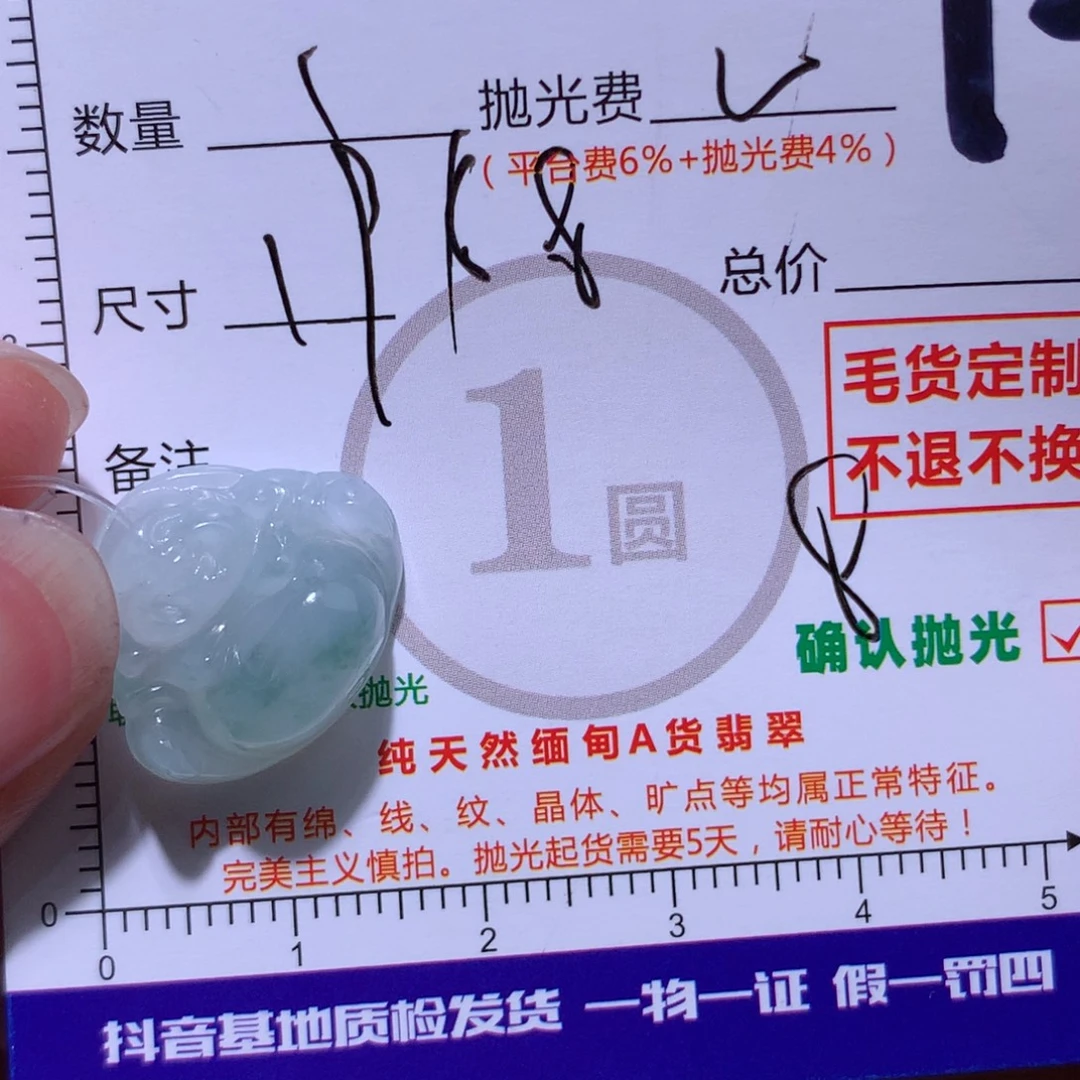 数量
抛光费
(平台费6%+抛光费4%)
尺寸
总价
毛货定制
不退不换
备注
1圆
确认抛光
抛光
纯天然缅甸A货翡翠
内部有绵、线、纹、晶体、旷点等均属正常特征。
完美主义慎拍。抛光起货需要5天,请耐心等待!
0
0 1 2 3 4 5
抖音基地质检发货 一物一证 假一罚四